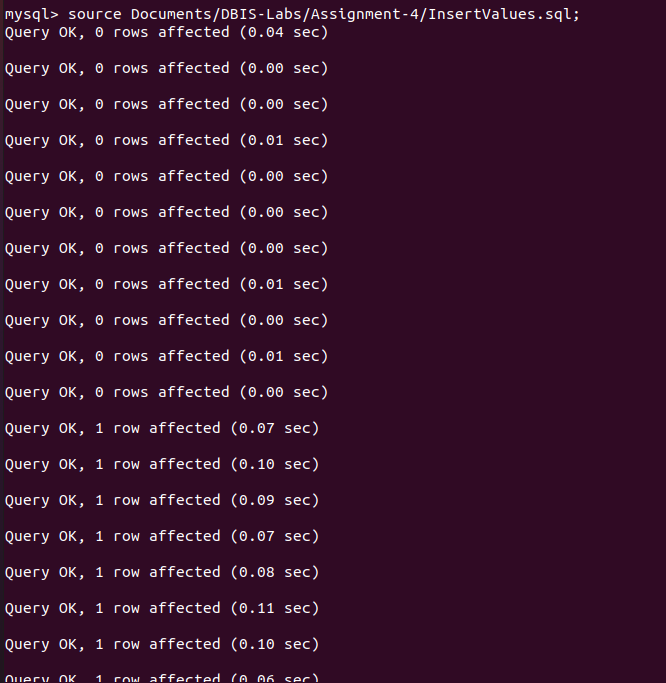 mysql> source Documents/DBIS-Labs/Assignment-4/InsertValues.sql;
Query OK, 0 rows affected (0.04 sec)
Query OK, 0 rows affected (0.00 sec)
Query OK, 0 rows affected (0.00 sec)
Query OK, 0 rows affected (0.01 sec)
Query OK, 0 rows affected (0.00 sec)
Query OK, 0 rows affected (0.00 sec)
Query OK, 0 rows affected (0.00 sec)
Query OK, 0 rows affected (0.01 sec)
Query OK, 0 rows affected (0.00 sec)
Query OK, 0 rows affected (0.01 sec)
Query OK, 0 rows affected (0.00 sec)
Query OK, 1 row affected (0.07 sec)
Query OK, 1 row affected (0.10 sec)
Query OK, 1 row affected (0.09 sec)
Query OK, 1 row affected (0.07 sec)
Query OK, 1 row affected (0.08 sec)
Query OK, 1 row affected (0.11 sec)
Query OK, 1 row affected (0.10 sec)
Query OK, 1 row affected (0.06 sec)